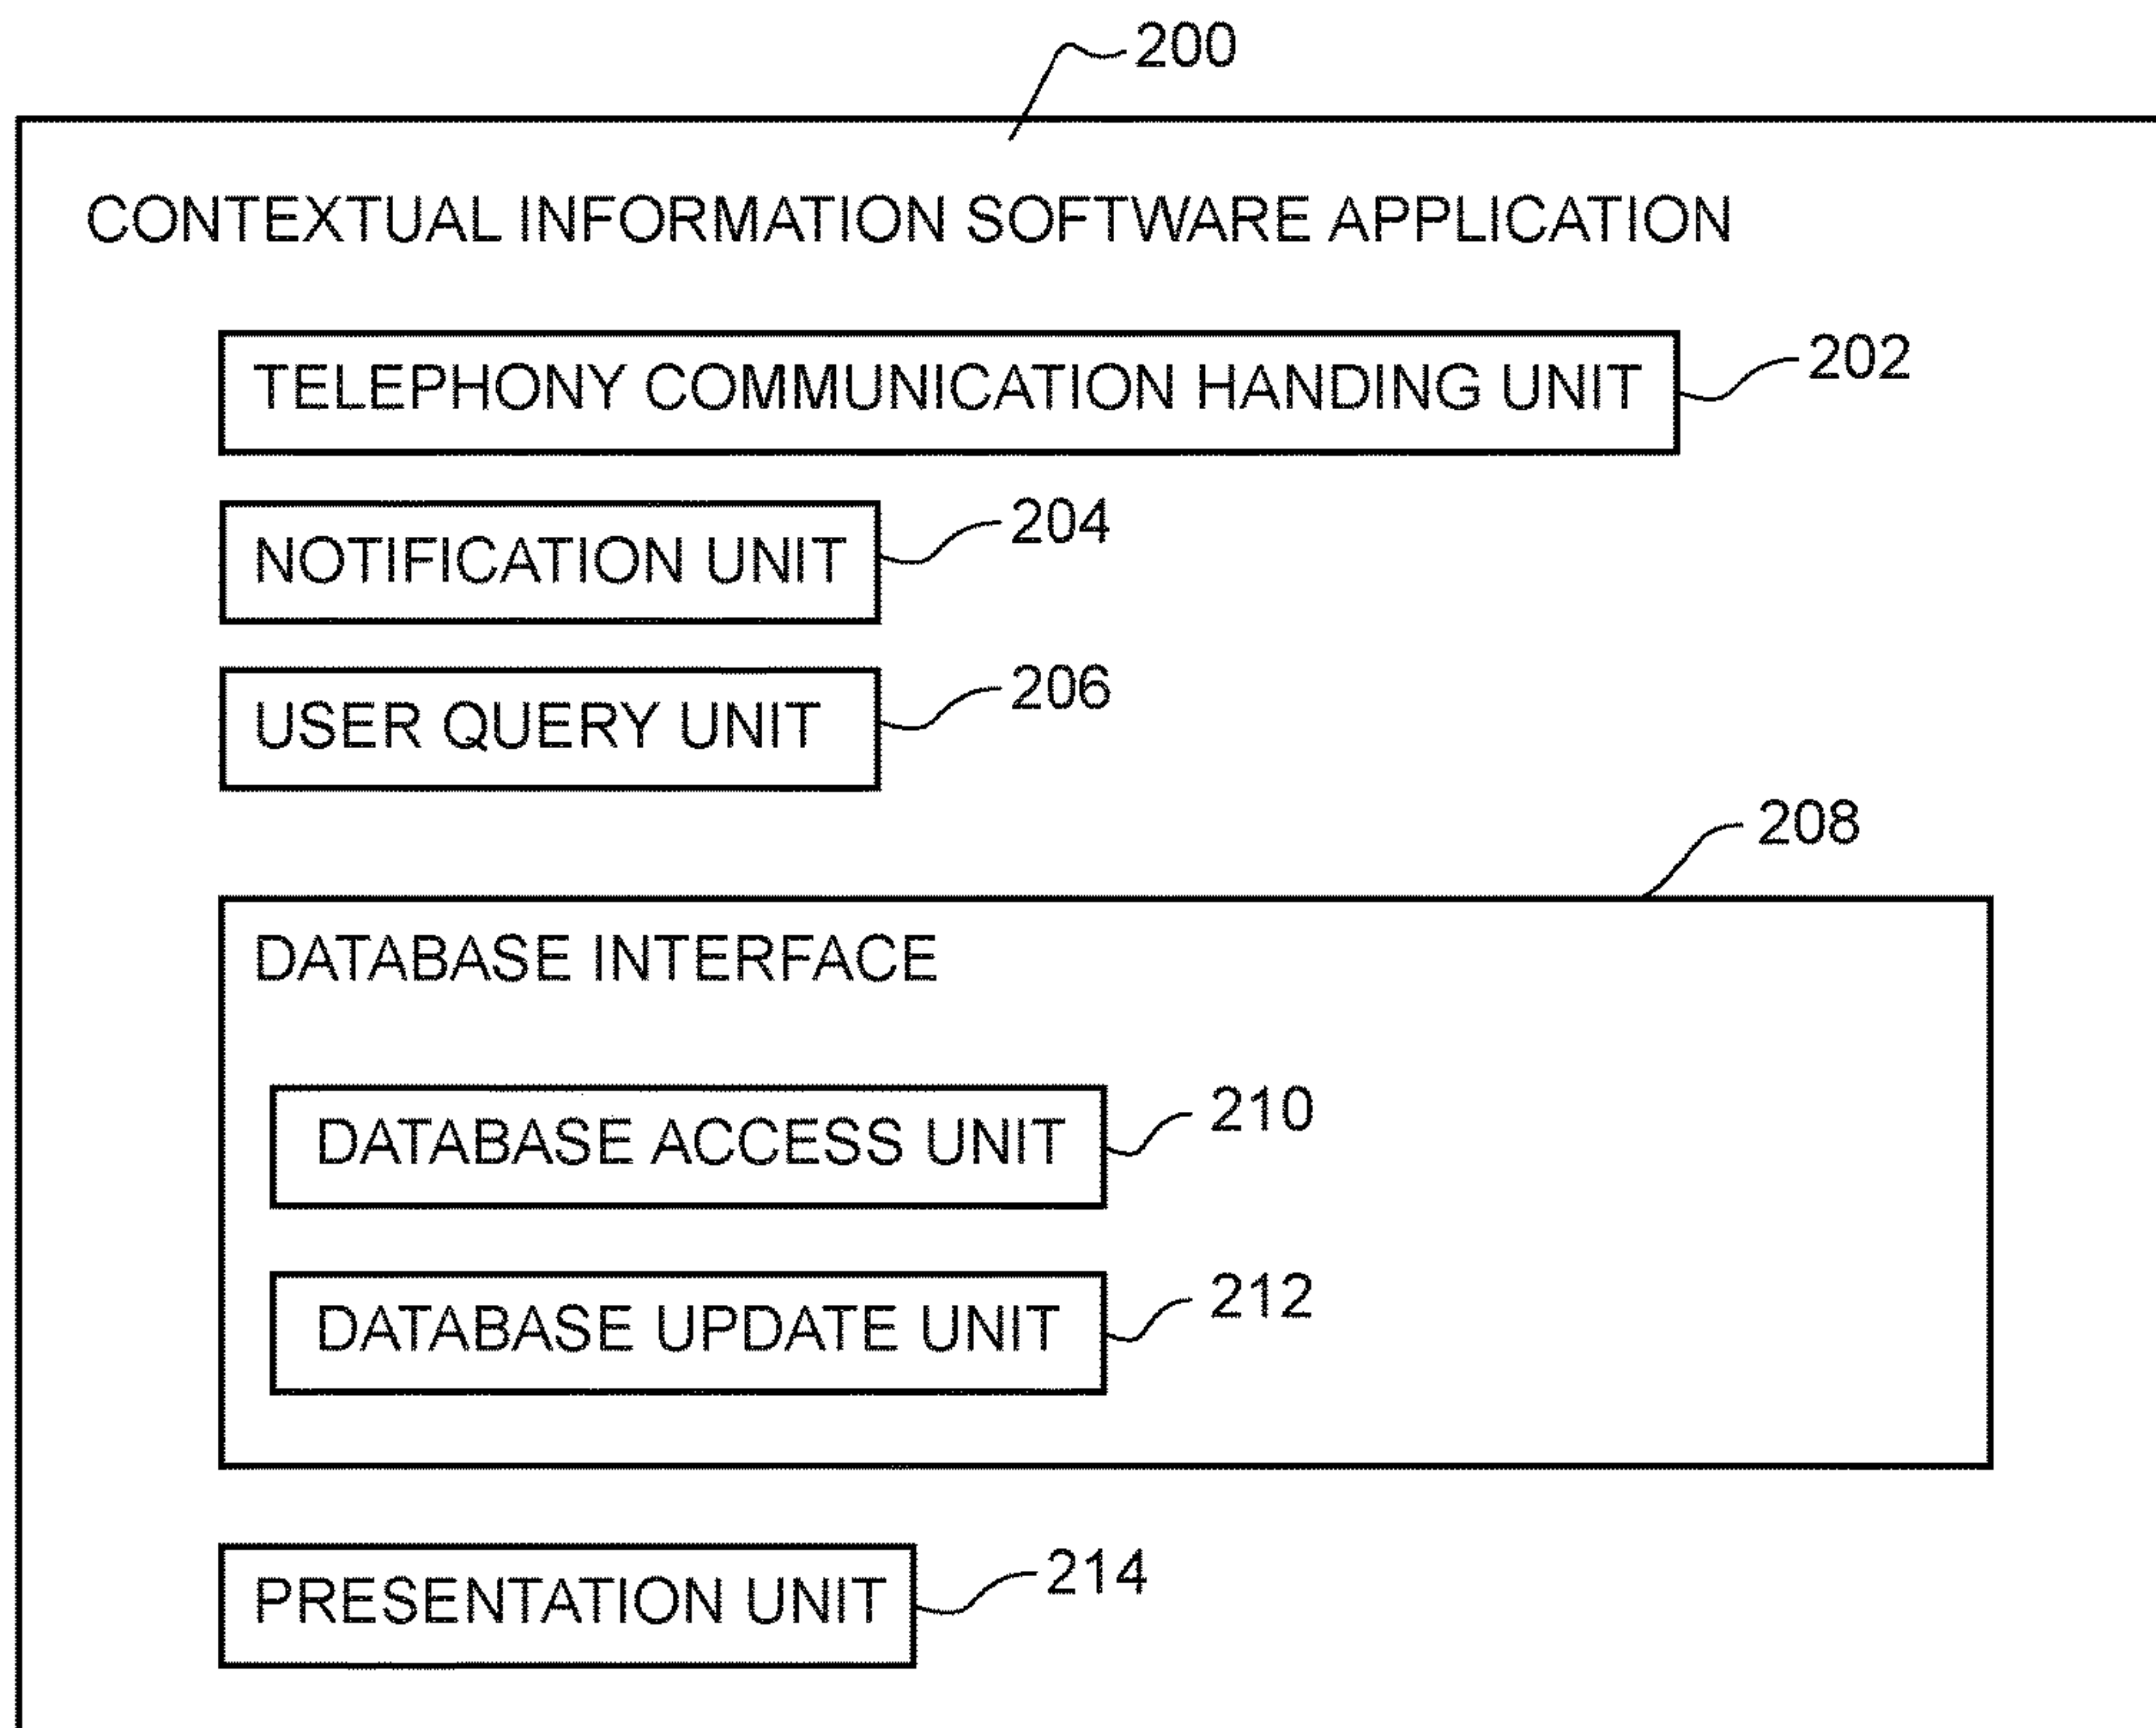 200
CONTEXTUAL INFORMATION SOFTWARE APPLICATION
TELEPHONY COMMUNICATION HANDING UNIT
202
NOTIFICATION UNIT
204
USER QUERY UNIT
206
208
DATABASE INTERFACE
DATABASE ACCESS UNIT
210
DATABASE UPDATE UNIT
212
PRESENTATION UNIT
214